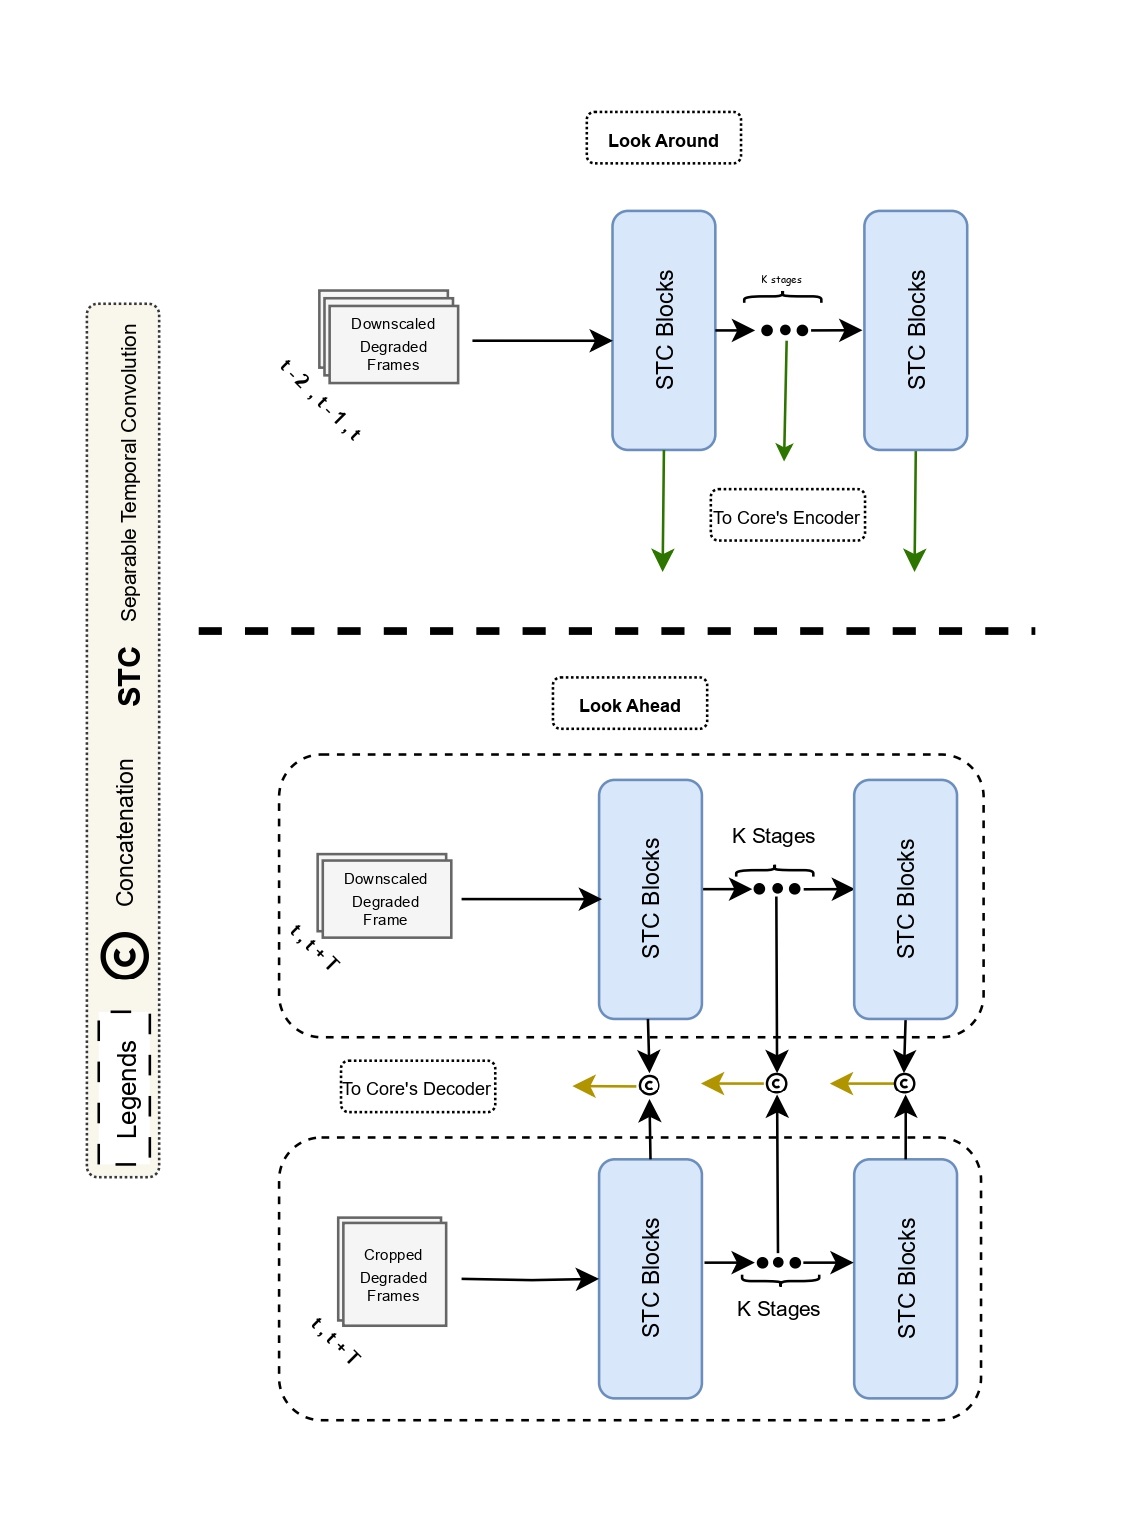 Look Around
K stages
STC Blocks
STC Blocks
Downscaled
Degraded
Frames
t-2,t-1,t
To Core's Encoder
Look Ahead
K Stages
STC Blocks
STC Blocks
Downscaled
Degraded
Frame
t,t+T
C
C
C
To Core's Decoder
Cropped
Degraded
Frames
t,t+T
STC Blocks
STC Blocks
K Stages
Legends
C Concatenation
STC Separable Temporal Convolution